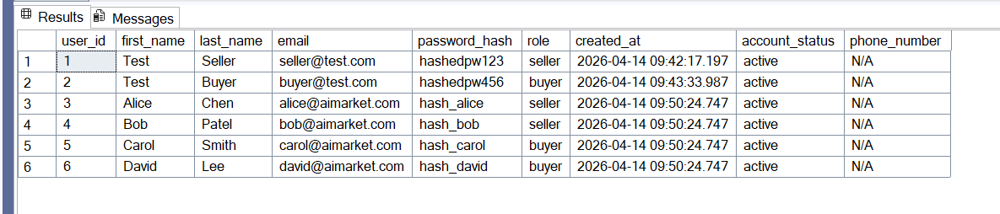 Results Messages
user_id first_name last_name email password_hash role created_at account_status phone_number
1 1 Test Seller seller@test.com hashedpw123 seller 2026-04-14 09:42:17.197 active N/A
2 2 Test Buyer buyer@test.com hashedpw456 buyer 2026-04-14 09:43:33.987 active N/A
3 3 Alice Chen alice@aimarket.com hash_alice seller 2026-04-14 09:50:24.747 active N/A
4 4 Bob Patel bob@aimarket.com hash_bob seller 2026-04-14 09:50:24.747 active N/A
5 5 Carol Smith carol@aimarket.com hash_carol buyer 2026-04-14 09:50:24.747 active N/A
6 6 David Lee david@aimarket.com hash_david buyer 2026-04-14 09:50:24.747 active N/A